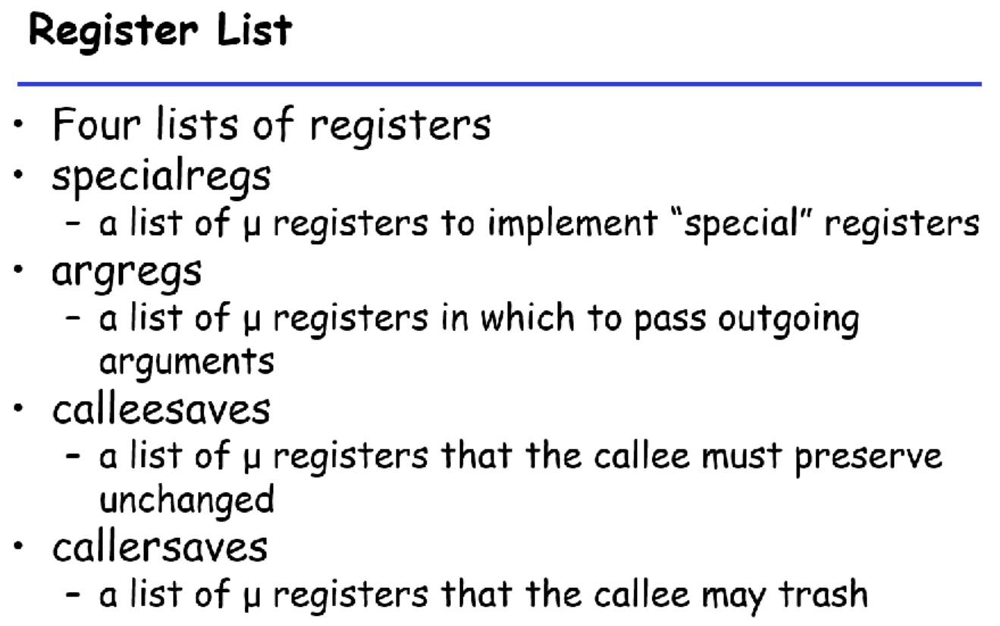 Register List
• Four lists of registers
• specialregs
– a list of µ registers to implement “special” registers
• argregs
– a list of µ registers in which to pass outgoing
arguments
• calleesaves
– a list of µ registers that the callee must preserve
unchanged
• callersaves
– a list of µ registers that the callee may trash